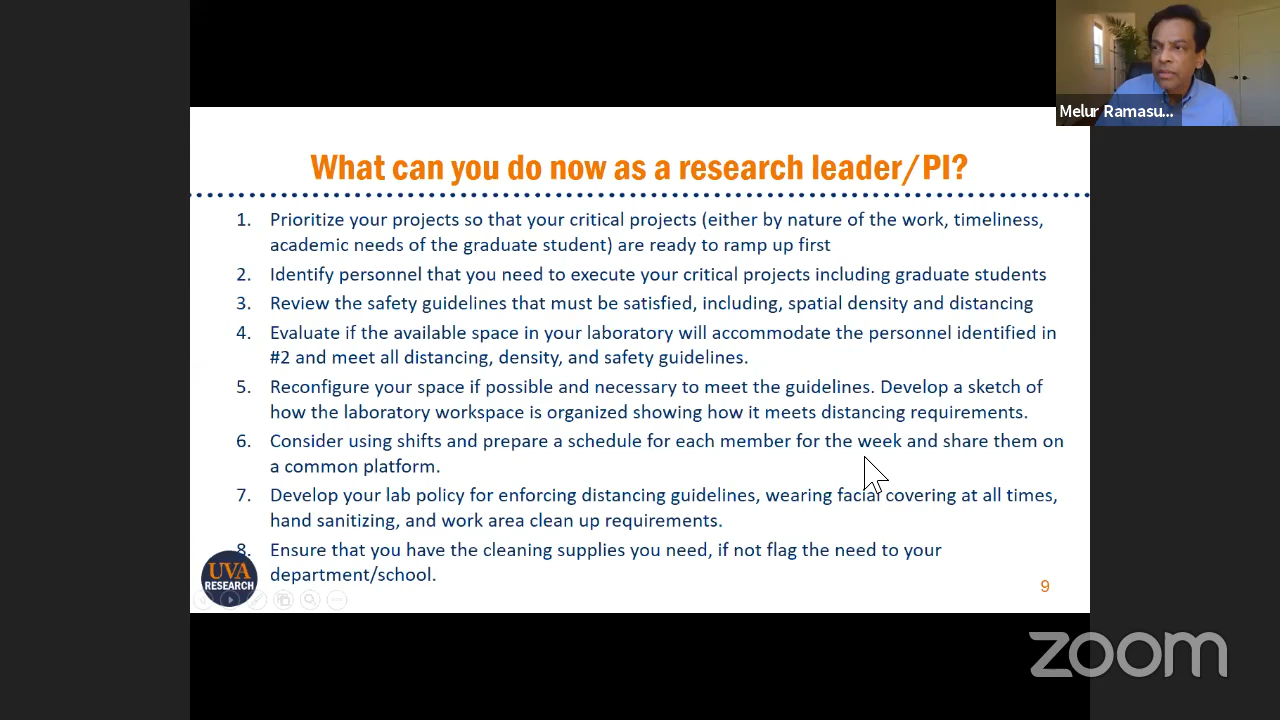 Melur Ramasu...
What can you do now as a research leader/PI?
1. Prioritize your projects so that your critical projects (either by nature of the work, timeliness,
academic needs of the graduate student) are ready to ramp up first
2. Identify personnel that you need to execute your critical projects including graduate students
3. Review the safety guidelines that must be satisfied, including, spatial density and distancing
4. Evaluate if the available space in your laboratory will accommodate the personnel identified in
#2 and meet all distancing, density, and safety guidelines.
5. Reconfigure your space if possible and necessary to meet the guidelines. Develop a sketch of
how the laboratory workspace is organized showing how it meets distancing requirements.
6. Consider using shifts and prepare a schedule for each member for the week and share them on
a common platform.
7. Develop your lab policy for enforcing distancing guidelines, wearing facial covering at all times,
hand sanitizing, and work area clean up requirements.
8. Ensure that you have the cleaning supplies you need, if not flag the need to your
department/school.
UVA
RESEARCH
9
zoom